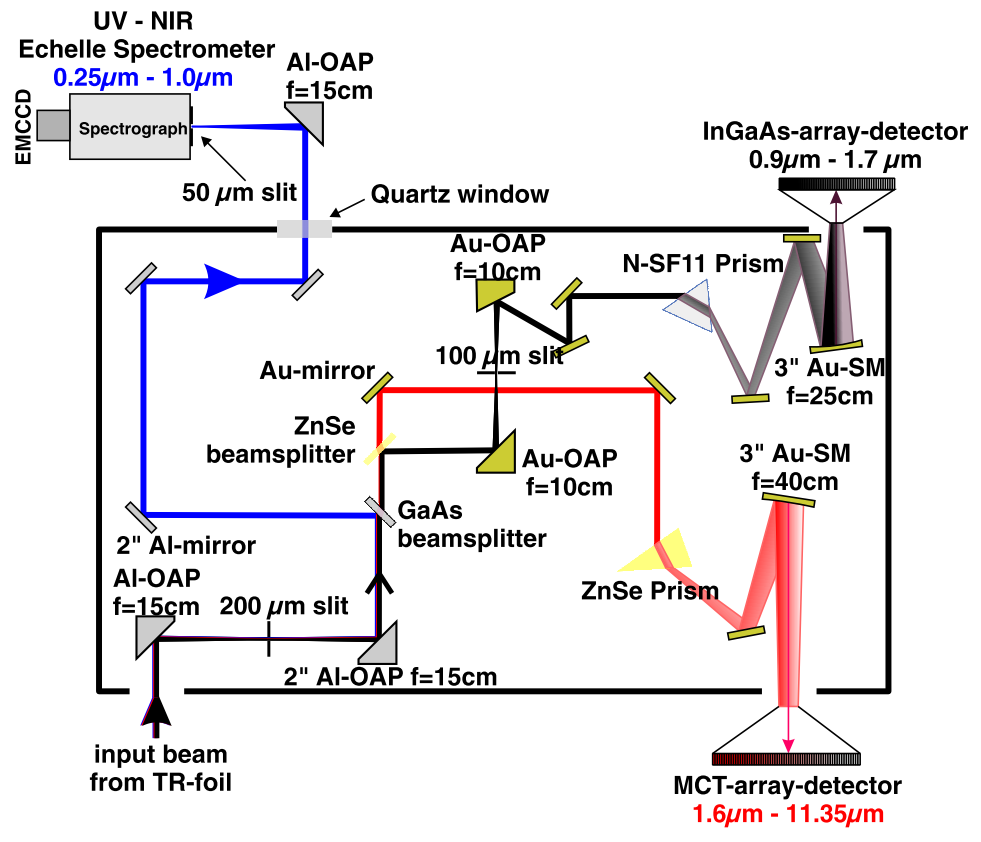 UV - NIR
Echelle Spectrometer
0.25µm - 1.0µm
EMCCD
Spectrograph
50 µm slit
Al-OAP
f=15cm
Quartz window
InGaAs-array-detector
0.9µm - 1.7 µm
Au-OAP
f=10cm
N-SF11 Prism
100 µm slit
3" Au-SM
f=25cm
Au-mirror
ZnSe
beamsplitter
Au-OAP
f=10cm
3" Au-SM
f=40cm
GaAs
beamsplitter
2" Al-mirror
Al-OAP
f=15cm
200 µm slit
ZnSe Prism
2" Al-OAP f=15cm
input beam
from TR-foil
MCT-array-detector
1.6µm - 11.35µm